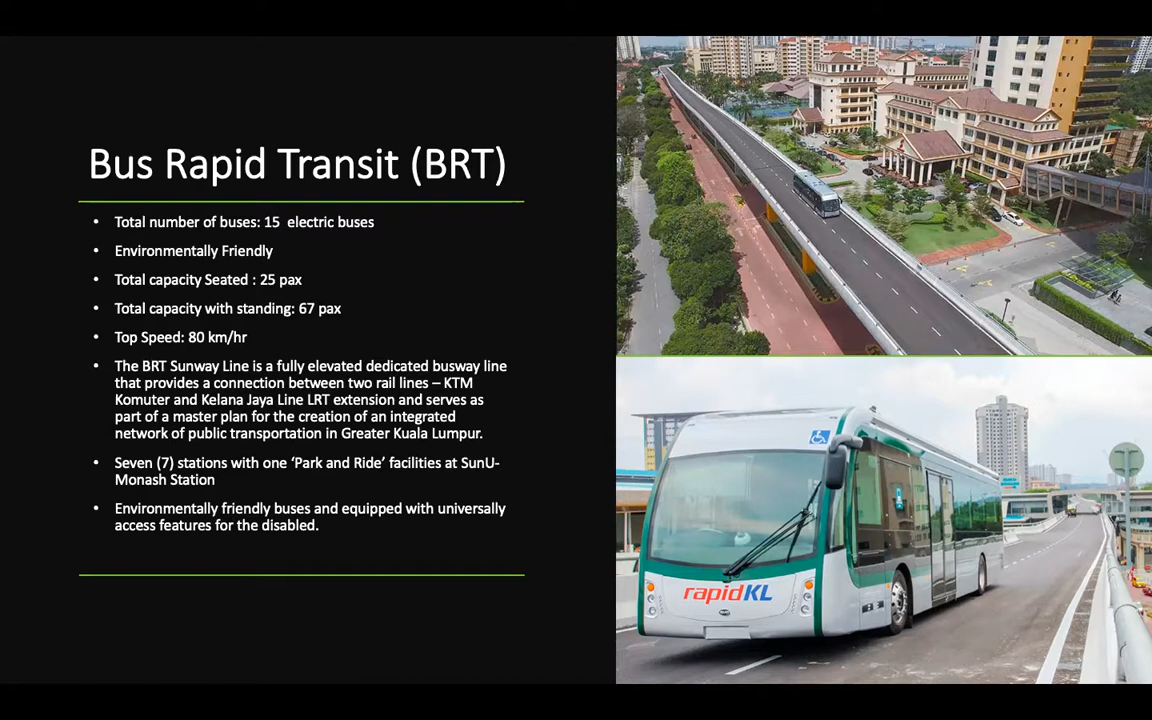 Bus Rapid Transit (BRT)
• Total number of buses: 15 electric buses
• Environmentally Friendly
• Total capacity Seated : 25 pax
• Total capacity with standing: 67 pax
• Top Speed: 80 km/hr
• The BRT Sunway Line is a fully elevated dedicated busway line
that provides a connection between two rail lines – KTM
Komuter and Kelana Jaya Line LRT extension and serves as
part of a master plan for the creation of an integrated
network of public transportation in Greater Kuala Lumpur.
• Seven (7) stations with one ‘Park and Ride’ facilities at SunU-
Monash Station
• Environmentally friendly buses and equipped with universally
access features for the disabled.
rapidKL